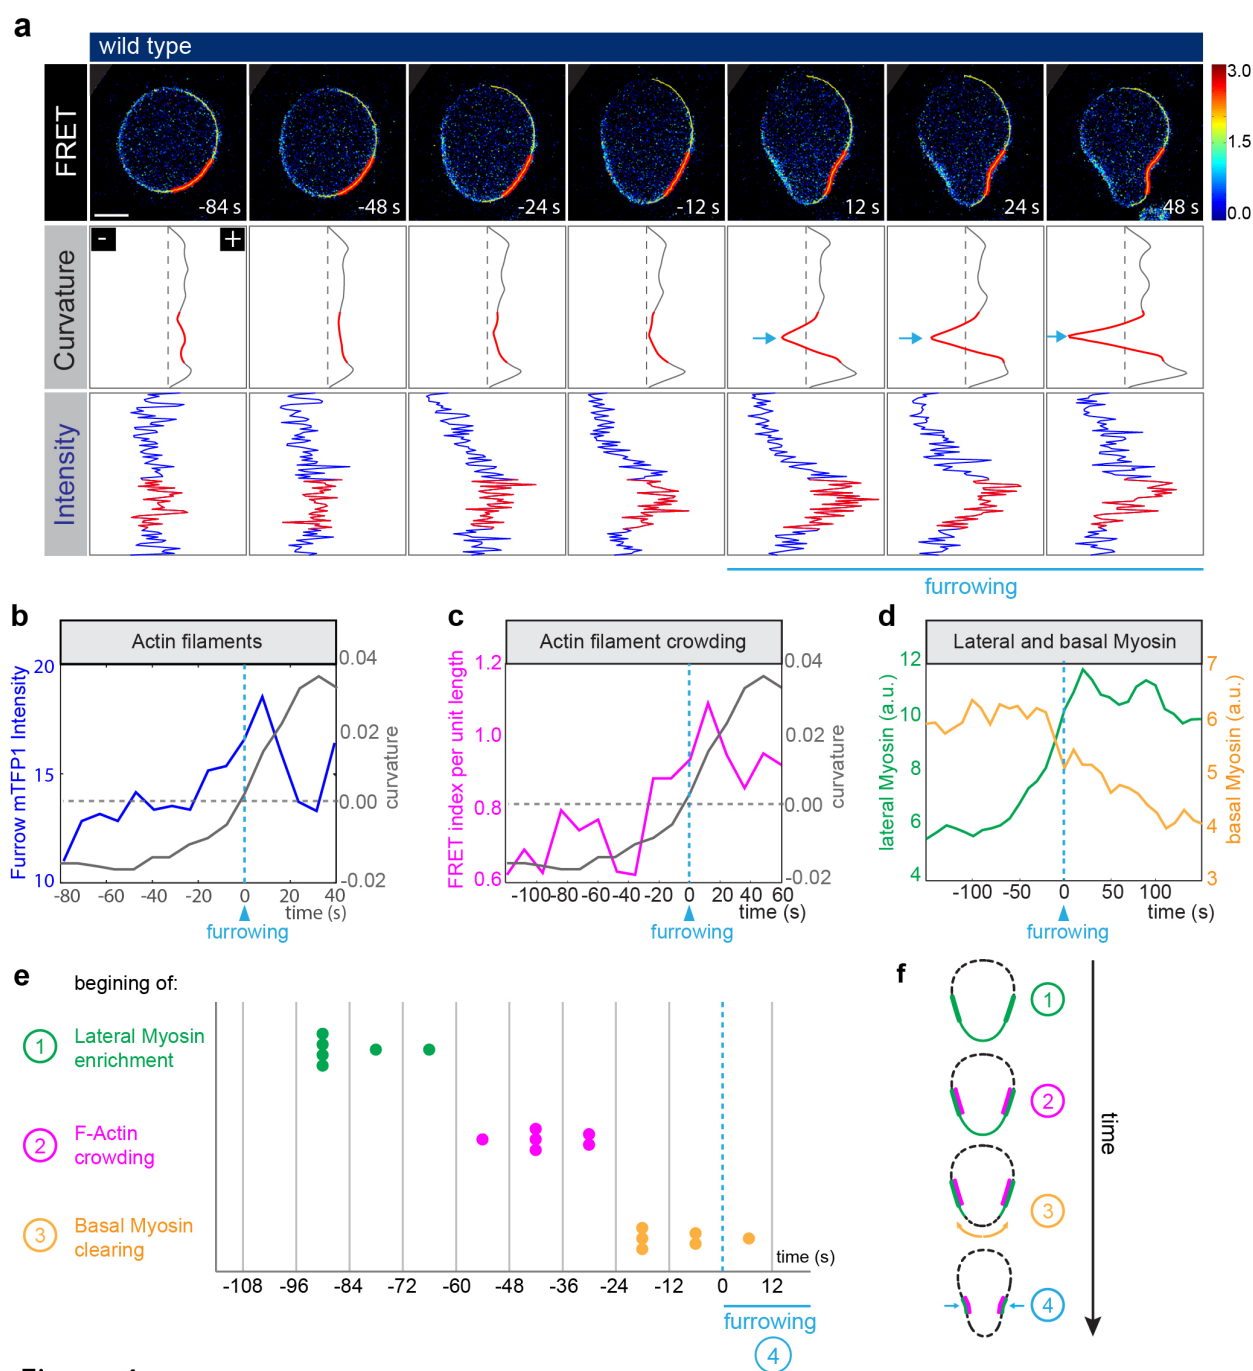 a
wild type
FRET
-84 s
-48 s
-24 s
-12 s
12 s
24 s
48 s
3.0
1.5
0.0
Curvature
-
+
Intensity
furrowing
b
Actin filaments
Furrow mTFP1 Intensity
20
15
10
0.04
0.02
0.00
-0.02
curvature
-80 -60 -40 -20 0 20 40
time (s)
furrowing
c
Actin filament crowding
FRET index per unit length
1.2
1.0
0.8
0.6
0.04
0.02
0.00
-0.02
curvature
-100 -80 -60 -40 -20 0 20 40 60
time (s)
furrowing
d
Lateral and basal Myosin
lateral Myosin (a.u.)
12
10
8
6
4
7
6
5
4
3
basal Myosin (a.u.)
-100 -50 0 50 100
time (s)
furrowing
e
begining of:
1 Lateral Myosin
enrichment
2 F-Actin
crowding
3 Basal Myosin
clearing
time (s)
-108 -96 -84 -72 -60 -48 -36 -24 -12 0 12
furrowing
4
f
1
2
3
4
time